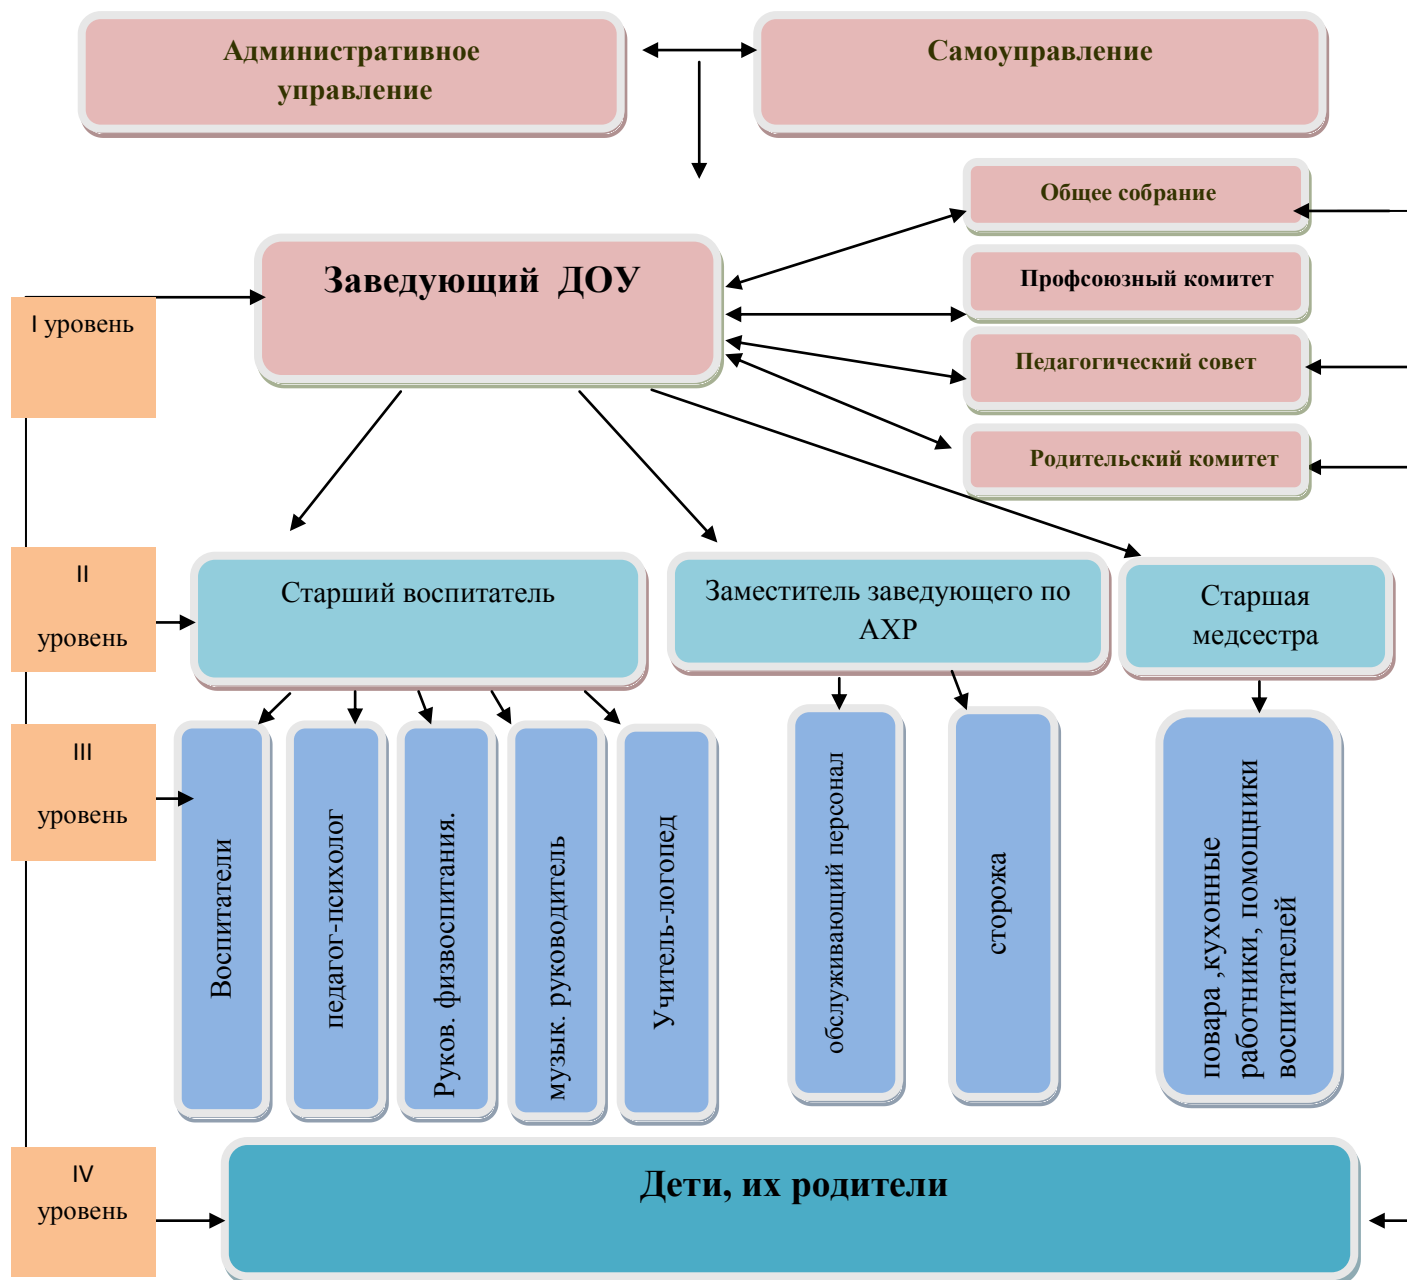 Административное
управление
Самоуправление
Общее собрание
Заведующий ДОУ
Профсоюзный комитет
I уровень
Педагогический совет
Родительский комитет
II
уровень
Старший воспитатель
Заместитель заведующего по
АХР
Старшая
медсестра
III
уровень
Воспитатели
педагог-психолог
Руков. физвоспитания.
музык. руководитель
Учитель-логопед
обслуживающий персонал
сторожа
повара ,кухонные
работники, помощники
воспитателей
IV
уровень
Дети, их родители